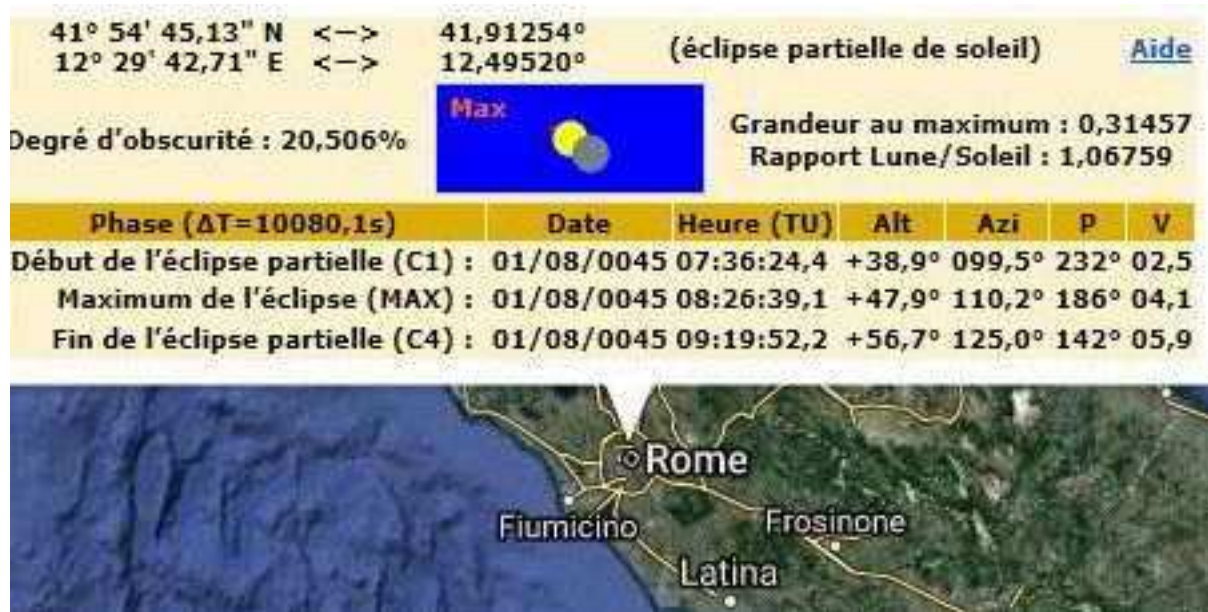 41° 54' 45,13" N <—> 41,91254° (éclipse partielle de soleil) Aide
12° 29' 42,71" E <—> 12,49520°
Max
Degré d'obscurité : 20,506% Grandeur au maximum : 0,31457
Rapport Lune/Soleil : 1,06759
Phase (ΔT=10080,1s) Date Heure (TU) Alt Azi P V
Début de l'éclipse partielle (C1) : 01/08/0045 07:36:24,4 +38,9° 099,5° 232° 02,5
Maximum de l'éclipse (MAX) : 01/08/0045 08:26:39,1 +47,9° 110,2° 186° 04,1
Fin de l'éclipse partielle (C4) : 01/08/0045 09:19:52,2 +56,7° 125,0° 142° 05,9
Rome
Fiumicino
Frosinone
Latina